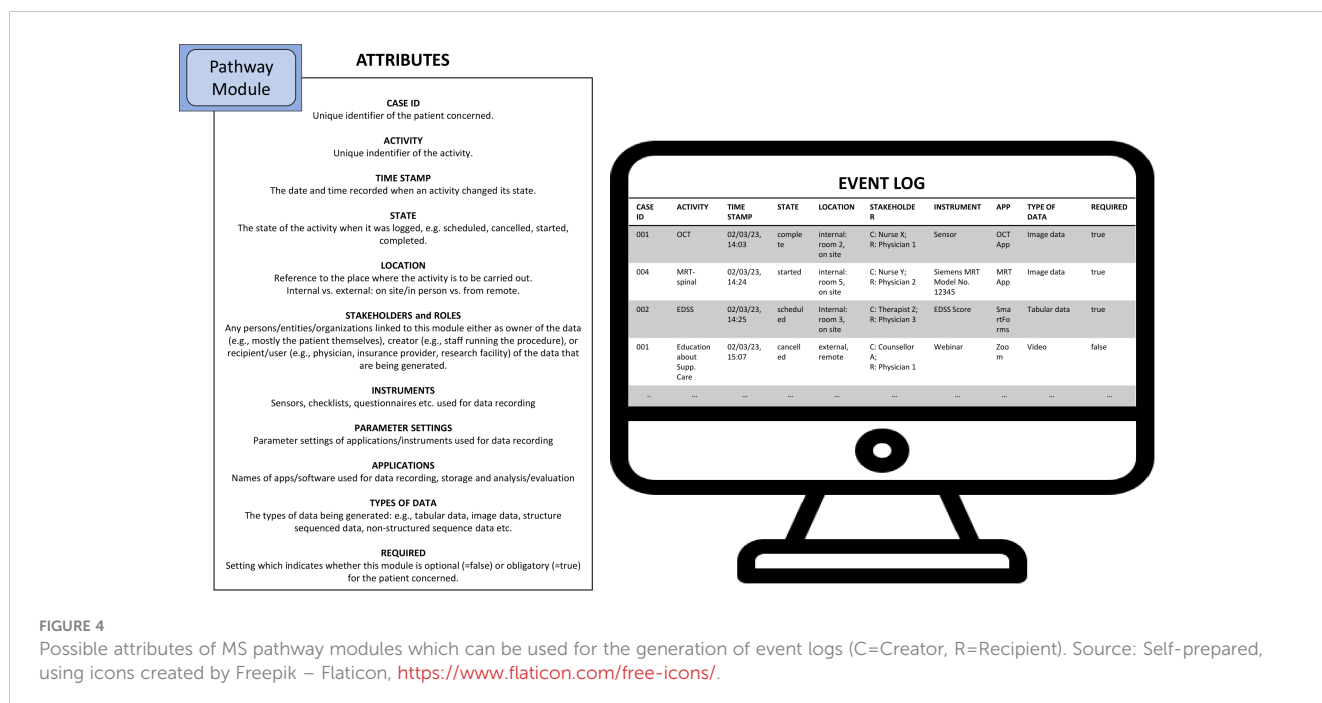 Pathway
Module
ATTRIBUTES
CASE ID
Unique identifier of the patient concerned.
ACTIVITY
Unique indentifier of the activity.
TIME STAMP
The date and time recorded when an activity changed its state.
STATE
The state of the activity when it was logged, e.g. scheduled, cancelled, started,
completed.
LOCATION
Reference to the place where the activity is to be carried out.
Internal vs. external: on site/in person vs. from remote.
STAKEHOLDERS and ROLES
Any persons/entities/organizations linked to this module either as owner of the data
(e.g., mostly the patient themselves), creator (e.g., staff running the procedure), or
recipient/user (e.g., physician, insurance provider, research facility) of the data that
are being generated.
INSTRUMENTS
Sensors, checklists, questionnaires etc. used for data recording
PARAMETER SETTINGS
Parameter settings of applications/instruments used for data recording
APPLICATIONS
Names of apps/software used for data recording, storage and analysis/evaluation
TYPES OF DATA
The types of data being generated: e.g., tabular data, image data, structure
sequenced data, non-structured sequence data etc.
REQUIRED
Setting which indicates whether this module is optional (=false) or obligatory (=true)
for the patient concerned.
EVENT LOG
CASE ACTIVITY TIME STATE LOCATION STAKEHOLDE INSTRUMENT APP TYPE OF REQUIRED
ID STAMP R DATA
001 OCT 02/03/23, comple internal: C: Nurse X; Sensor OCT Image data true
14:03 te room 2, R: Physician 1 App
on site
004 MRT- 02/03/23, started internal: C: Nurse Y; Siemens MRT MRT Image data true
spinal 14:24 room 5, R: Physician 2 Model No. App
on site 12345
002 EDSS 02/03/23, schedul Internal: C: Therapist Z; EDSS Score Sma Tabular data true
14:25 ed room 3, R: Physician 3 rtFo
on site rms
001 Education 02/03/23, cancell external, C: Counsellor Webinar Zoo Video false
about 15:07 ed remote A; m
Supp. R: Physician 1
Care
.. ... ... ... ... ... ... ... ... ...
FIGURE 4
Possible attributes of MS pathway modules which can be used for the generation of event logs (C=Creator, R=Recipient). Source: Self-prepared,
using icons created by Freepik – Flaticon, https://www.flaticon.com/free-icons/.